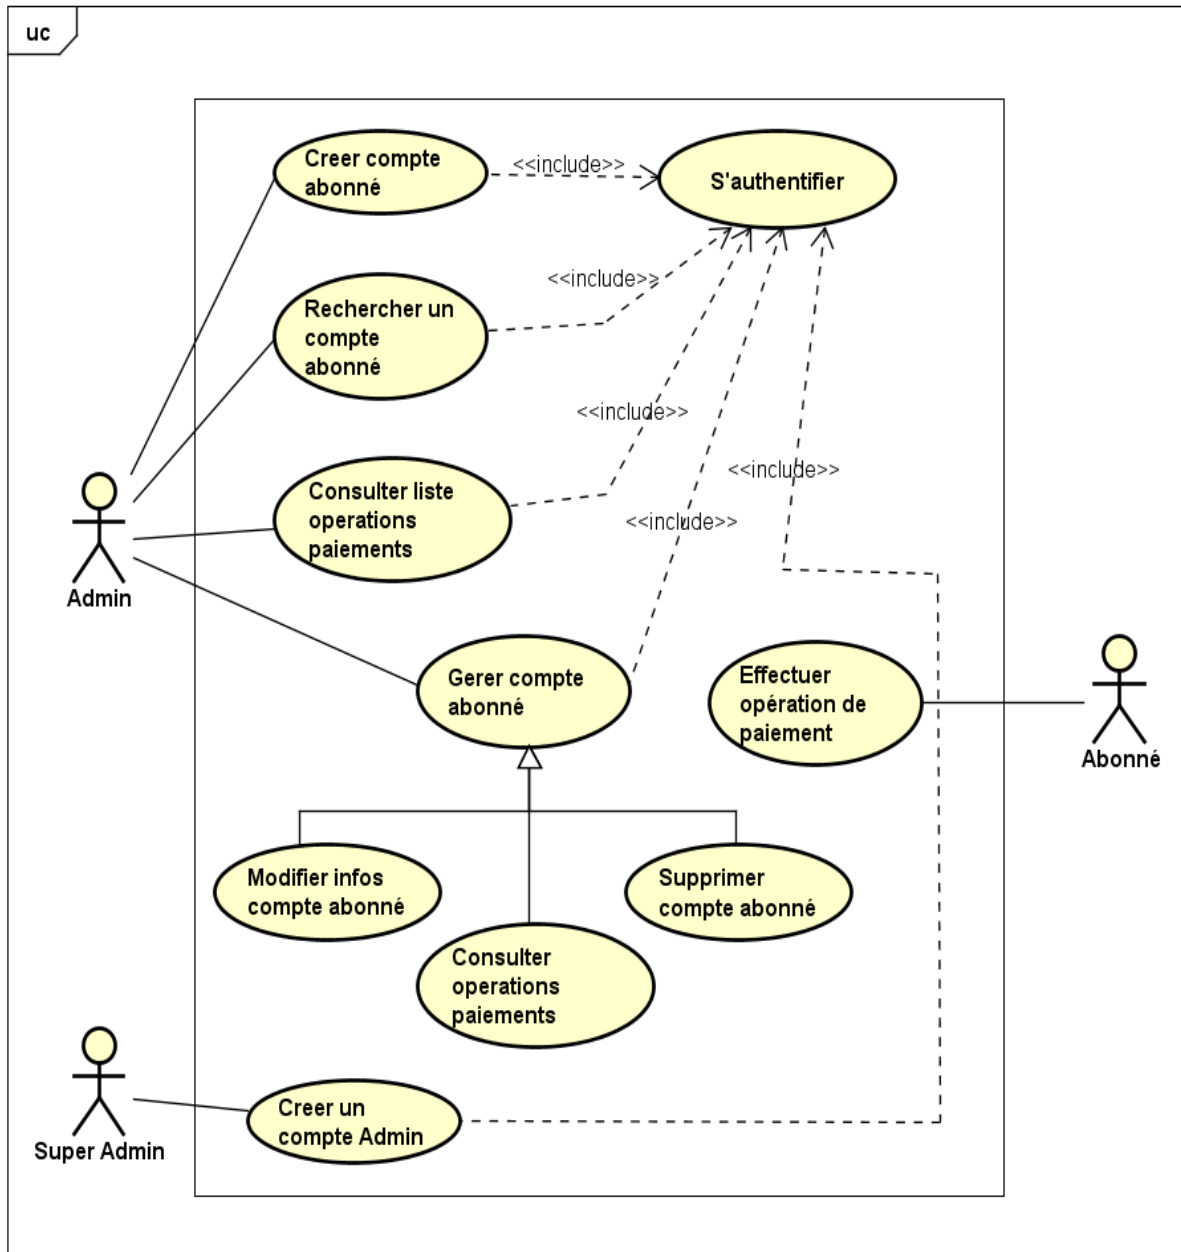 uc
Creer compte
abonné
<<include>>
S'authentifier
Rechercher un
compte
abonné
<<include>>
Consulter liste
operations
paiements
<<include>>
<<include>>
<<include>>
Admin
Gerer compte
abonné
Effectuer
opération de
paiement
Abonné
Modifier infos
compte abonné
Supprimer
compte abonné
Consulter
operations
paiements
Super Admin
Creer un
compte Admin